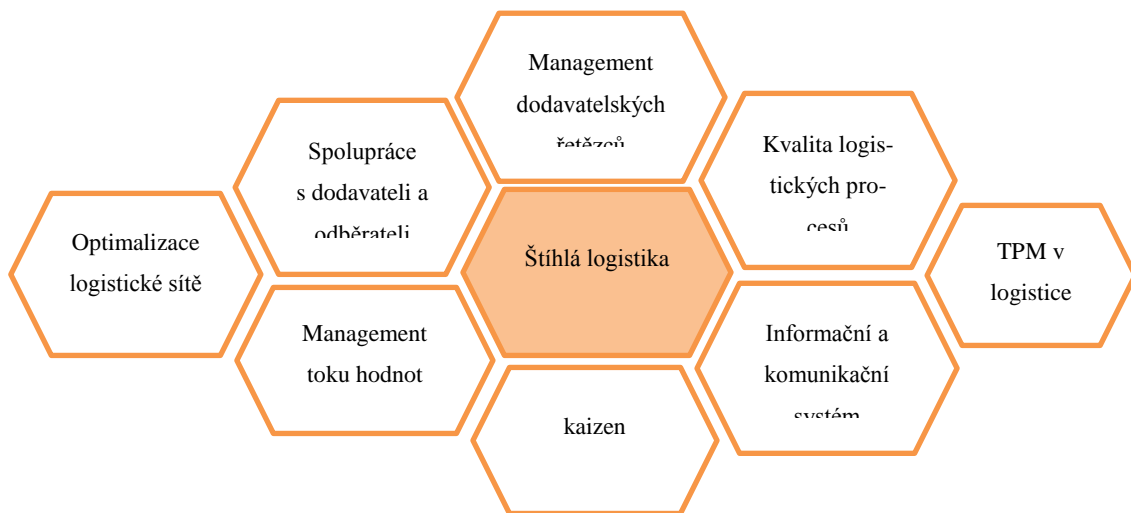 Management
dodavatelských
řetězců
Spolupráce
s dodavateli a
odběrateli
Kvalita logis-
tických pro-
cesů
Optimalizace
logistické sítě
Štíhlá logistika
TPM v
logistice
Management
toku hodnot
Informační a
komunikační
systém
kaizen